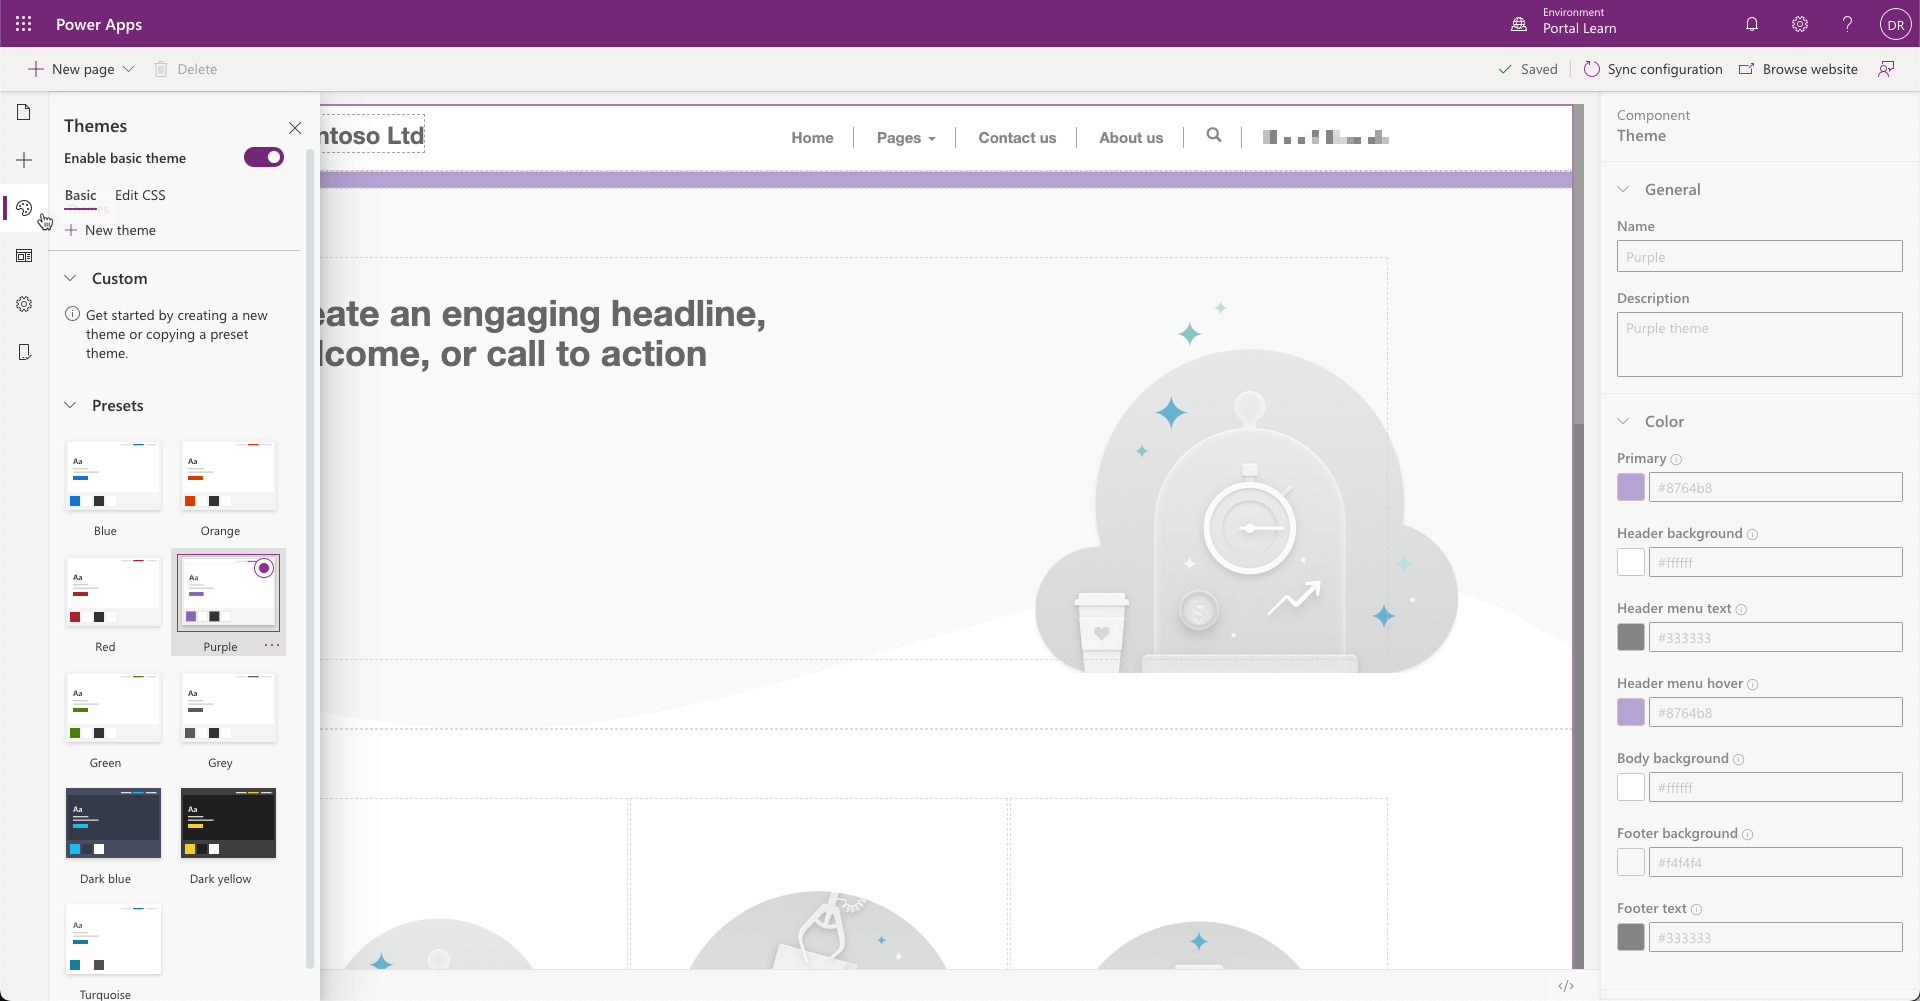 Power Apps
Environment
Portal Learn
DR
New page
Delete
Saved
Sync configuration
Browse website
Themes
Enable basic theme
Basic
Edit CSS
Themes
New theme
Custom
Get started by creating a new
theme or copying a preset
theme.
Presets
Aa
Aa
Blue
Orange
Aa
Aa
Red
Purple
Aa
Aa
Green
Grey
Aa
Aa
Dark blue
Dark yellow
Aa
Turquoise
ntoso Ltd
Home
Pages
Contact us
About us
eate an engaging headline,
lcome, or call to action
$
</>
Component
Theme
General
Name
Purple
Description
Purple theme
Color
Primary
#8764b8
Header background
#ffffff
Header menu text
#333333
Header menu hover
#8764b8
Body background
#ffffff
Footer background
#f4f4f4
Footer text
#333333